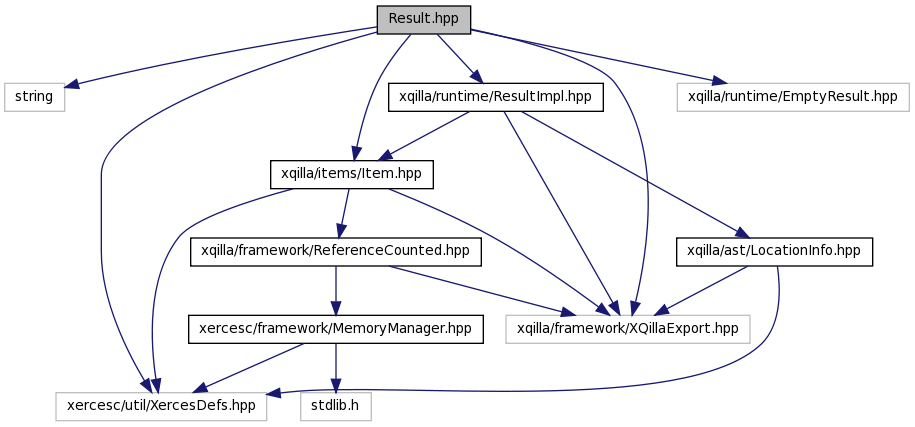 Result.hpp
string
xqilla/runtime/ResultImpl.hpp
xqilla/runtime/EmptyResult.hpp
xqilla/items/Item.hpp
xqilla/framework/ReferenceCounted.hpp
xqilla/ast/LocationInfo.hpp
xercesc/framework/MemoryManager.hpp
xqilla/framework/XQillaExport.hpp
xercesc/util/XercesDefs.hpp
stdlib.h